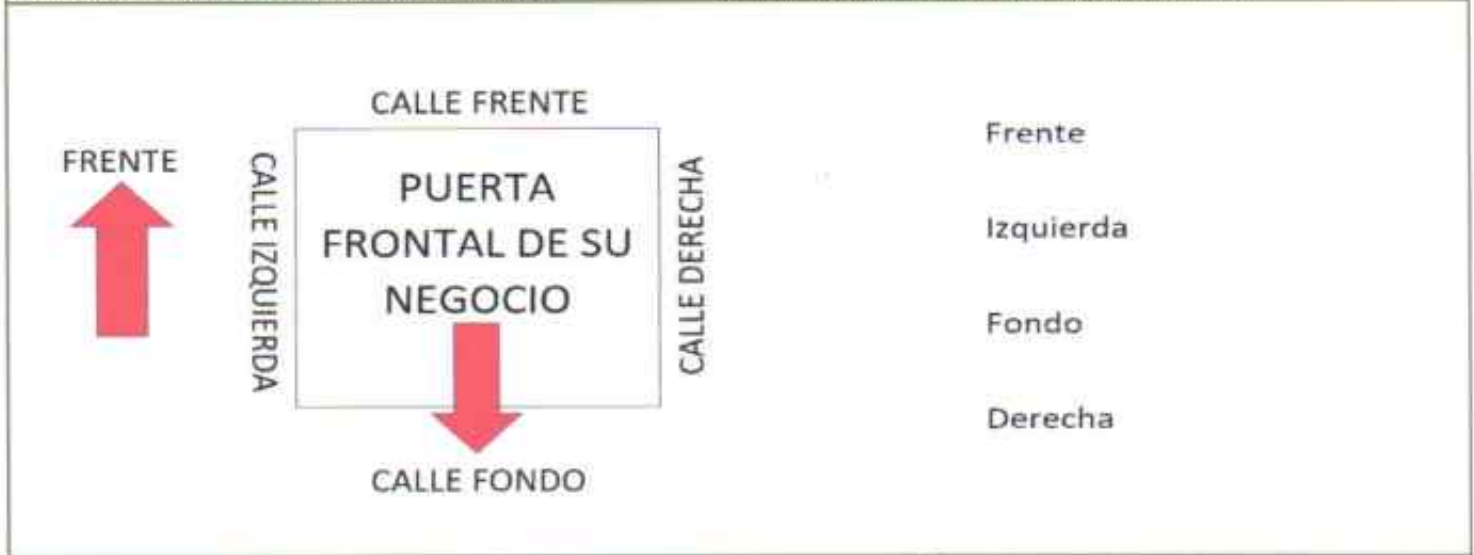 CALLE FRENTE
FRENTE
CALLE IZQUIERDA
PUERTA
FRONTAL DE SU
NEGOCIO
CALLE DERECHA
CALLE FONDO
Frente
Izquierda
Fondo
Derecha